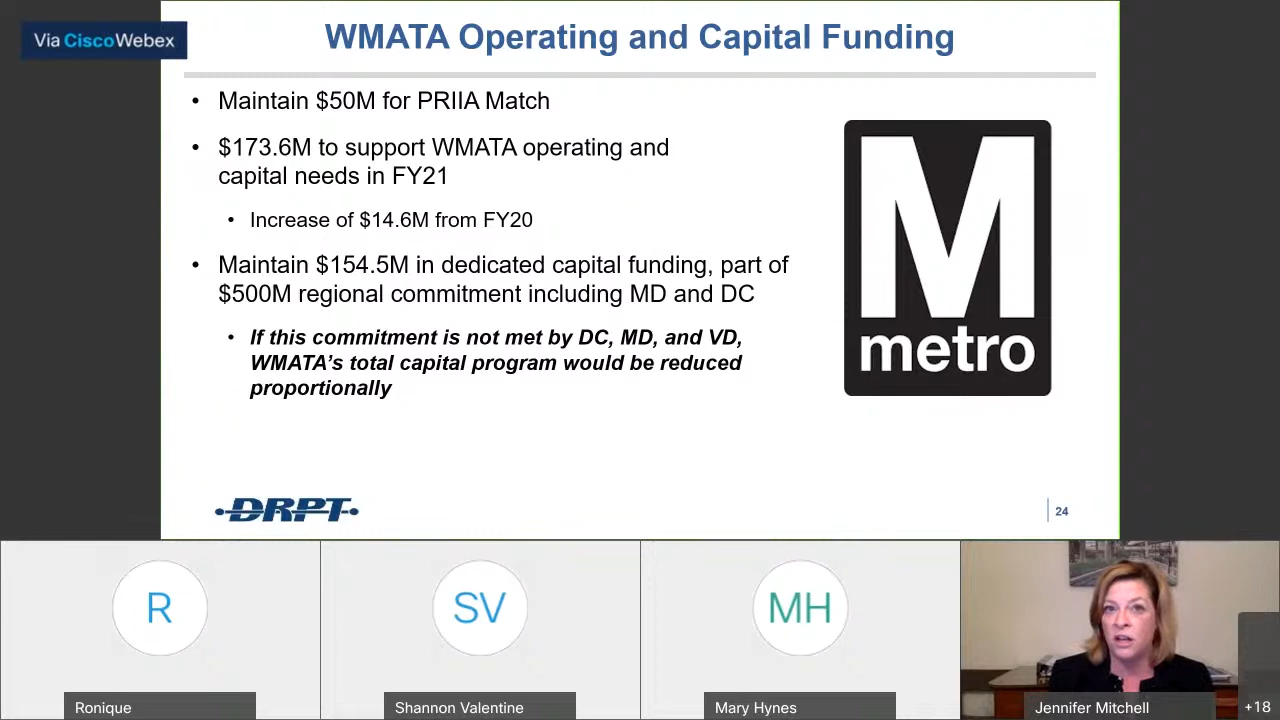 Via Cisco Webex
WMATA Operating and Capital Funding
• Maintain $50M for PRIIA Match
• $173.6M to support WMATA operating and
capital needs in FY21
• Increase of $14.6M from FY20
• Maintain $154.5M in dedicated capital funding, part of
$500M regional commitment including MD and DC
• If this commitment is not met by DC, MD, and VD,
WMATA’s total capital program would be reduced
proportionally
M
metro
DRPT
24
R
SV
MH
Ronique
Shannon Valentine
Mary Hynes
Jennifer Mitchell
+18